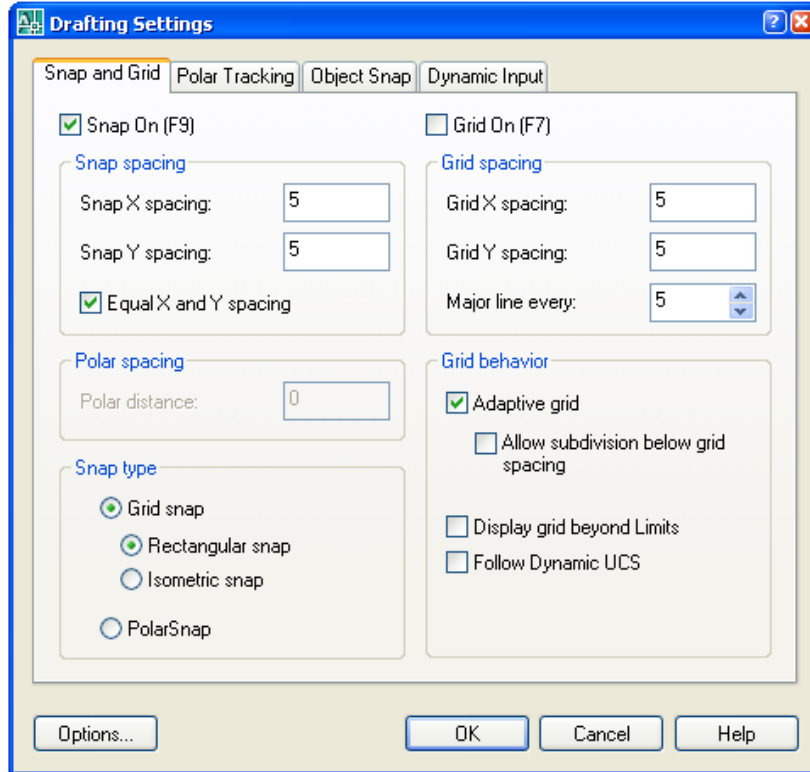 Drafting Settings
Snap and Grid Polar Tracking Object Snap Dynamic Input
Snap On (F9)
Snap spacing
Snap X spacing: 5
Snap Y spacing: 5
Equal X and Y spacing
Polar spacing
Polar distance: 0
Snap type
Grid snap
Rectangular snap
Isometric snap
PolarSnap
Grid On (F7)
Grid spacing
Grid X spacing: 5
Grid Y spacing: 5
Major line every: 5
Grid behavior
Adaptive grid
Allow subdivision below grid
spacing
Display grid beyond Limits
Follow Dynamic UCS
Options... OK Cancel Help